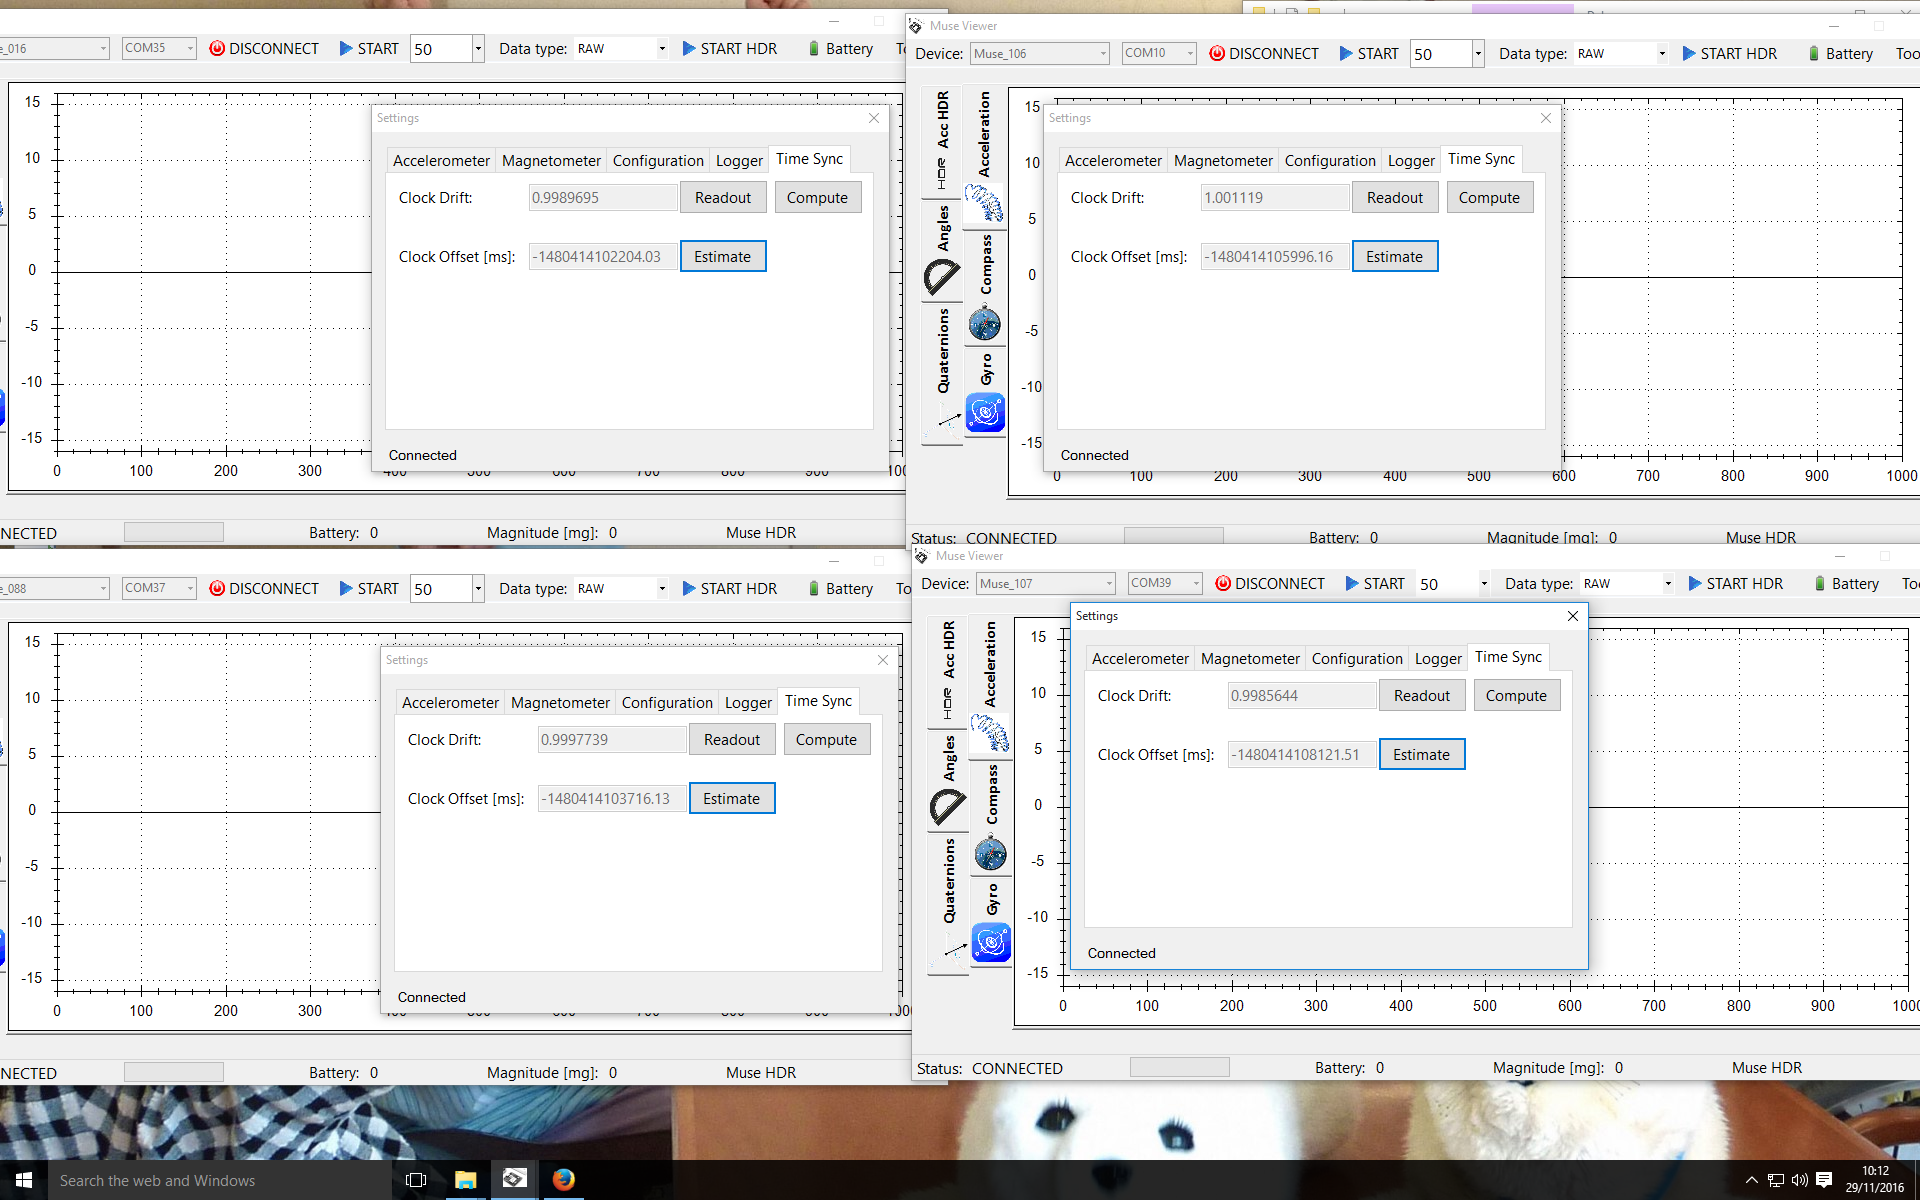 e_016 COM35 DISCONNECT START 50 Data type: RAW START HDR Battery To
15
10
5
0
-5
-10
-15
0 100 200 300 400 500 600 700 800 900 100
Settings
Accelerometer Magnetometer Configuration Logger Time Sync
Clock Drift: 0.9989695 Readout Compute
Clock Offset [ms]: -1480414102204.03 Estimate
Connected
NECTED Battery: 0 Magnitude [mg]: 0 Muse HDR
Muse Viewer
Device: Muse_106 COM10 DISCONNECT START 50 Data type: RAW START HDR Battery Too
Acc HDR
HDR
Angles
Quaternions
Acceleration
Compass
Gyro
15
10
5
0
-5
-10
-15
0 100 200 300 400 500 600 700 800 900 1000
Settings
Accelerometer Magnetometer Configuration Logger Time Sync
Clock Drift: 1.001119 Readout Compute
Clock Offset [ms]: -1480414105996.16 Estimate
Connected
Status: CONNECTED Battery: 0 Magnitude [mg]: 0 Muse HDR
e_088 COM37 DISCONNECT START 50 Data type: RAW START HDR Battery To
15
10
5
0
-5
-10
-15
0 100 200 300 400 500 600 700 800 900 100
Settings
Accelerometer Magnetometer Configuration Logger Time Sync
Clock Drift: 0.9997739 Readout Compute
Clock Offset [ms]: -1480414103716.13 Estimate
Connected
NECTED Battery: 0 Magnitude [mg]: 0 Muse HDR
Muse Viewer
Device: Muse_107 COM39 DISCONNECT START 50 Data type: RAW START HDR Battery Too
Acc HDR
HDR
Angles
Quaternions
Acceleration
Compass
Gyro
15
10
5
0
-5
-10
-15
0 100 200 300 400 500 600 700 800 900 1000
Settings
Accelerometer Magnetometer Configuration Logger Time Sync
Clock Drift: 0.9985644 Readout Compute
Clock Offset [ms]: -1480414108121.51 Estimate
Connected
Status: CONNECTED Battery: 0 Magnitude [mg]: 0 Muse HDR
Search the web and Windows
10:12
29/11/2016